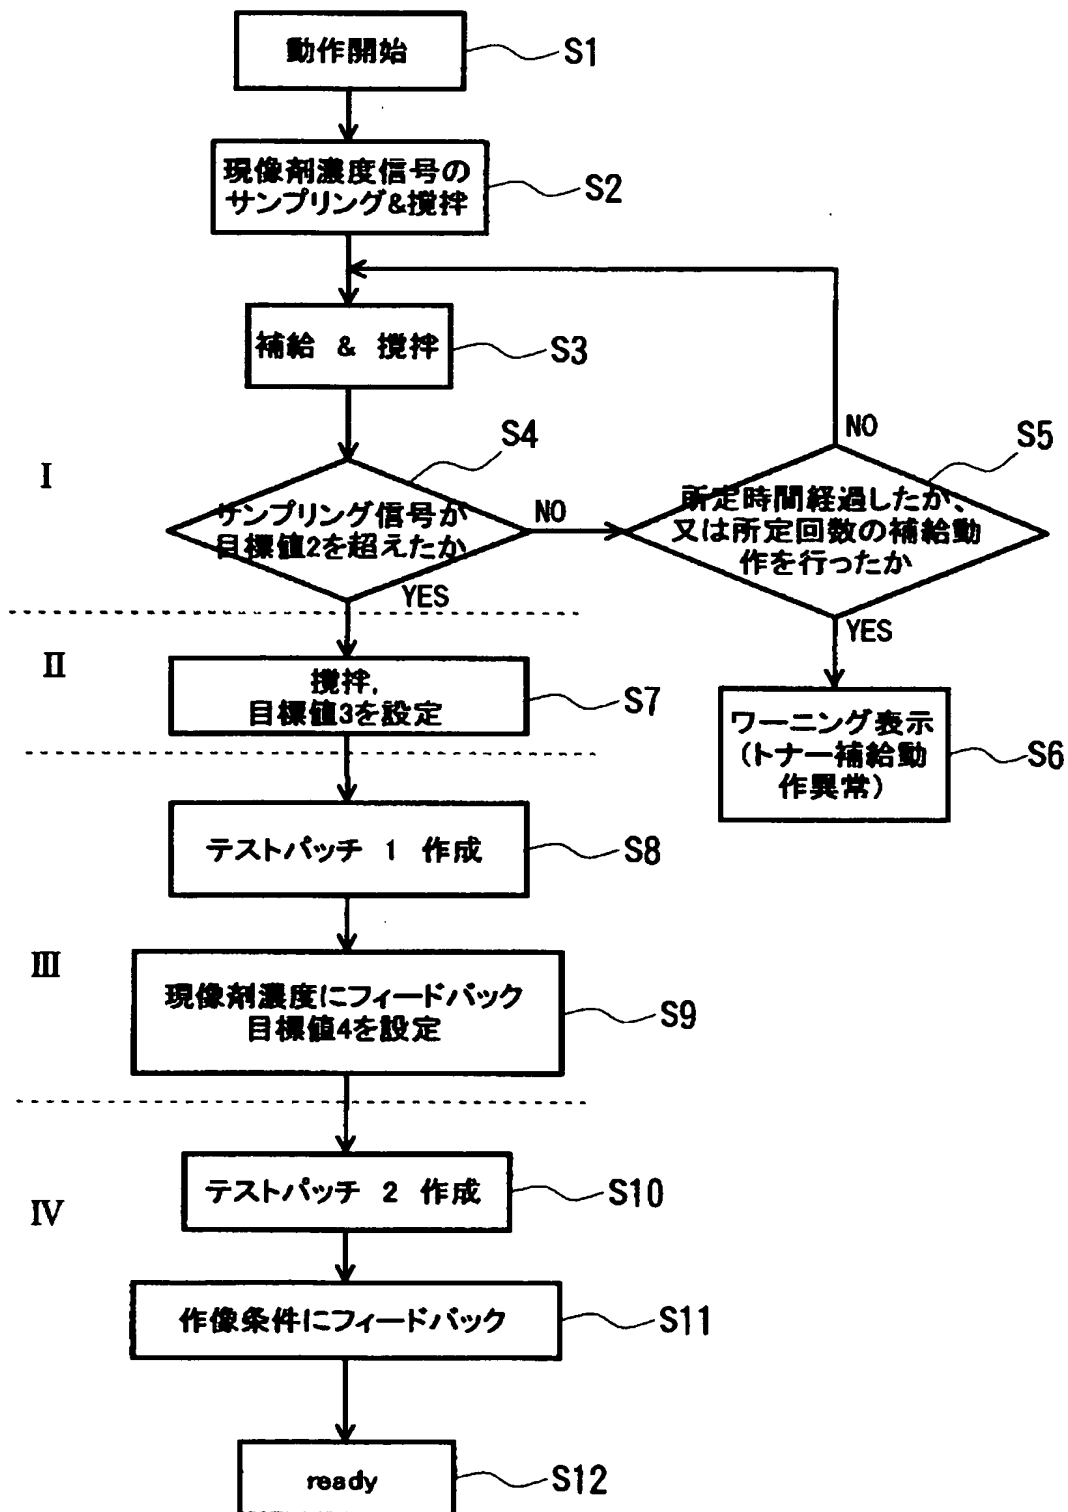 動作開始
S1
現像剤濃度信号の
サンプリング&攪拌
S2
補給 & 攪拌
S3
I
S4
サンプリング信号が
目標値2を超えたか
NO
YES
NO
S5
所定時間経過したか、
又は所定回数の補給動
作を行ったか
YES
II
攪拌,
目標値3を設定
S7
ワーニング表示
(トナー補給動
作異常)
S6
テストパッチ 1 作成
S8
III
現像剤濃度にフィードバック
目標値4を設定
S9
IV
テストパッチ 2 作成
S10
作像条件にフィードバック
S11
ready
S12